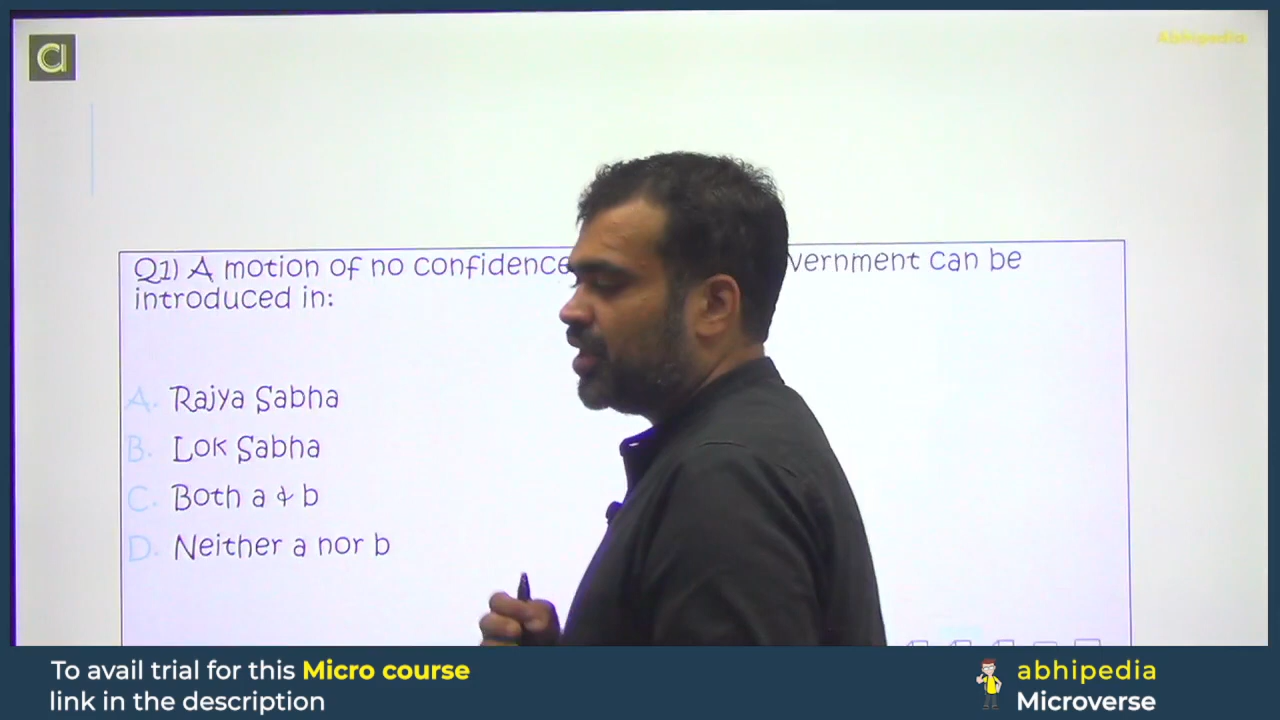 a
Abhipedia
Q1) A motion of no confidence vernment can be
introduced in:
A. Rajya Sabha
B. Lok Sabha
C. Both a & b
D. Neither a nor b
To avail trial for this Micro course
link in the description
abhipedia
Microverse